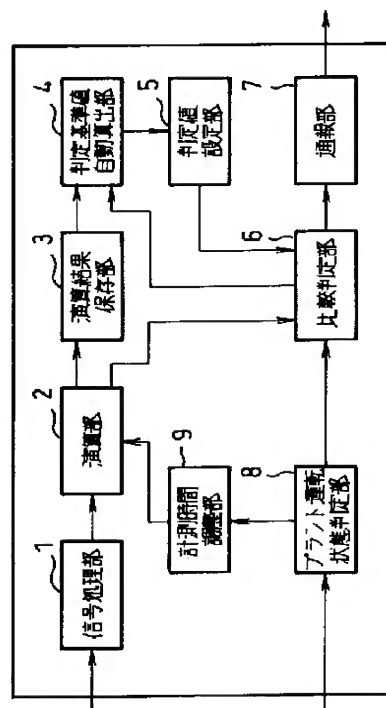 1
信号処理部
2
演算部
3
演算結果
保存部
4
判定基準値
自動算出部
5
判定値
設定部
6
比較判定部
7
通報部
8
プラント運転
状態判定部
9
計測時間
調整部